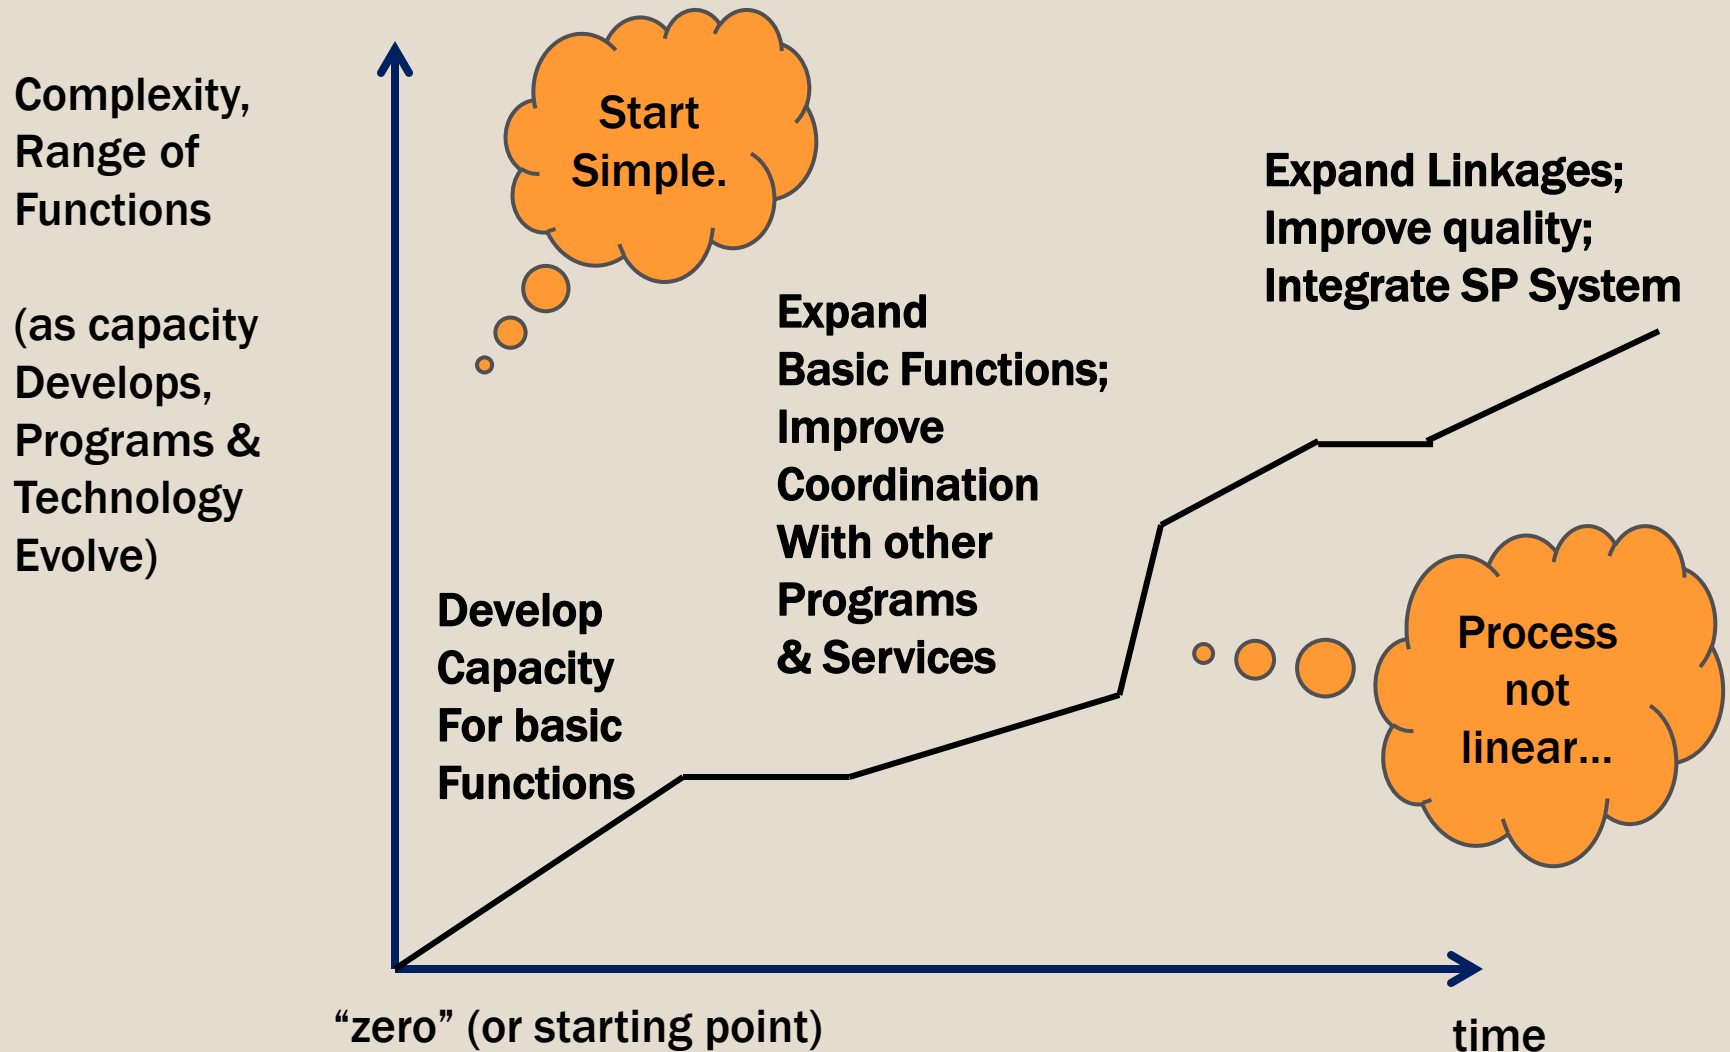 Complexity,
Range of
Functions
(as capacity
Develops,
Programs &
Technology
Evolve)
Start
Simple.
Develop
Capacity
For basic
Functions
Expand
Basic Functions;
Improve
Coordination
With other
Programs
& Services
Expand Linkages;
Improve quality;
Integrate SP System
Process
not
linear...
“zero” (or starting point)
time